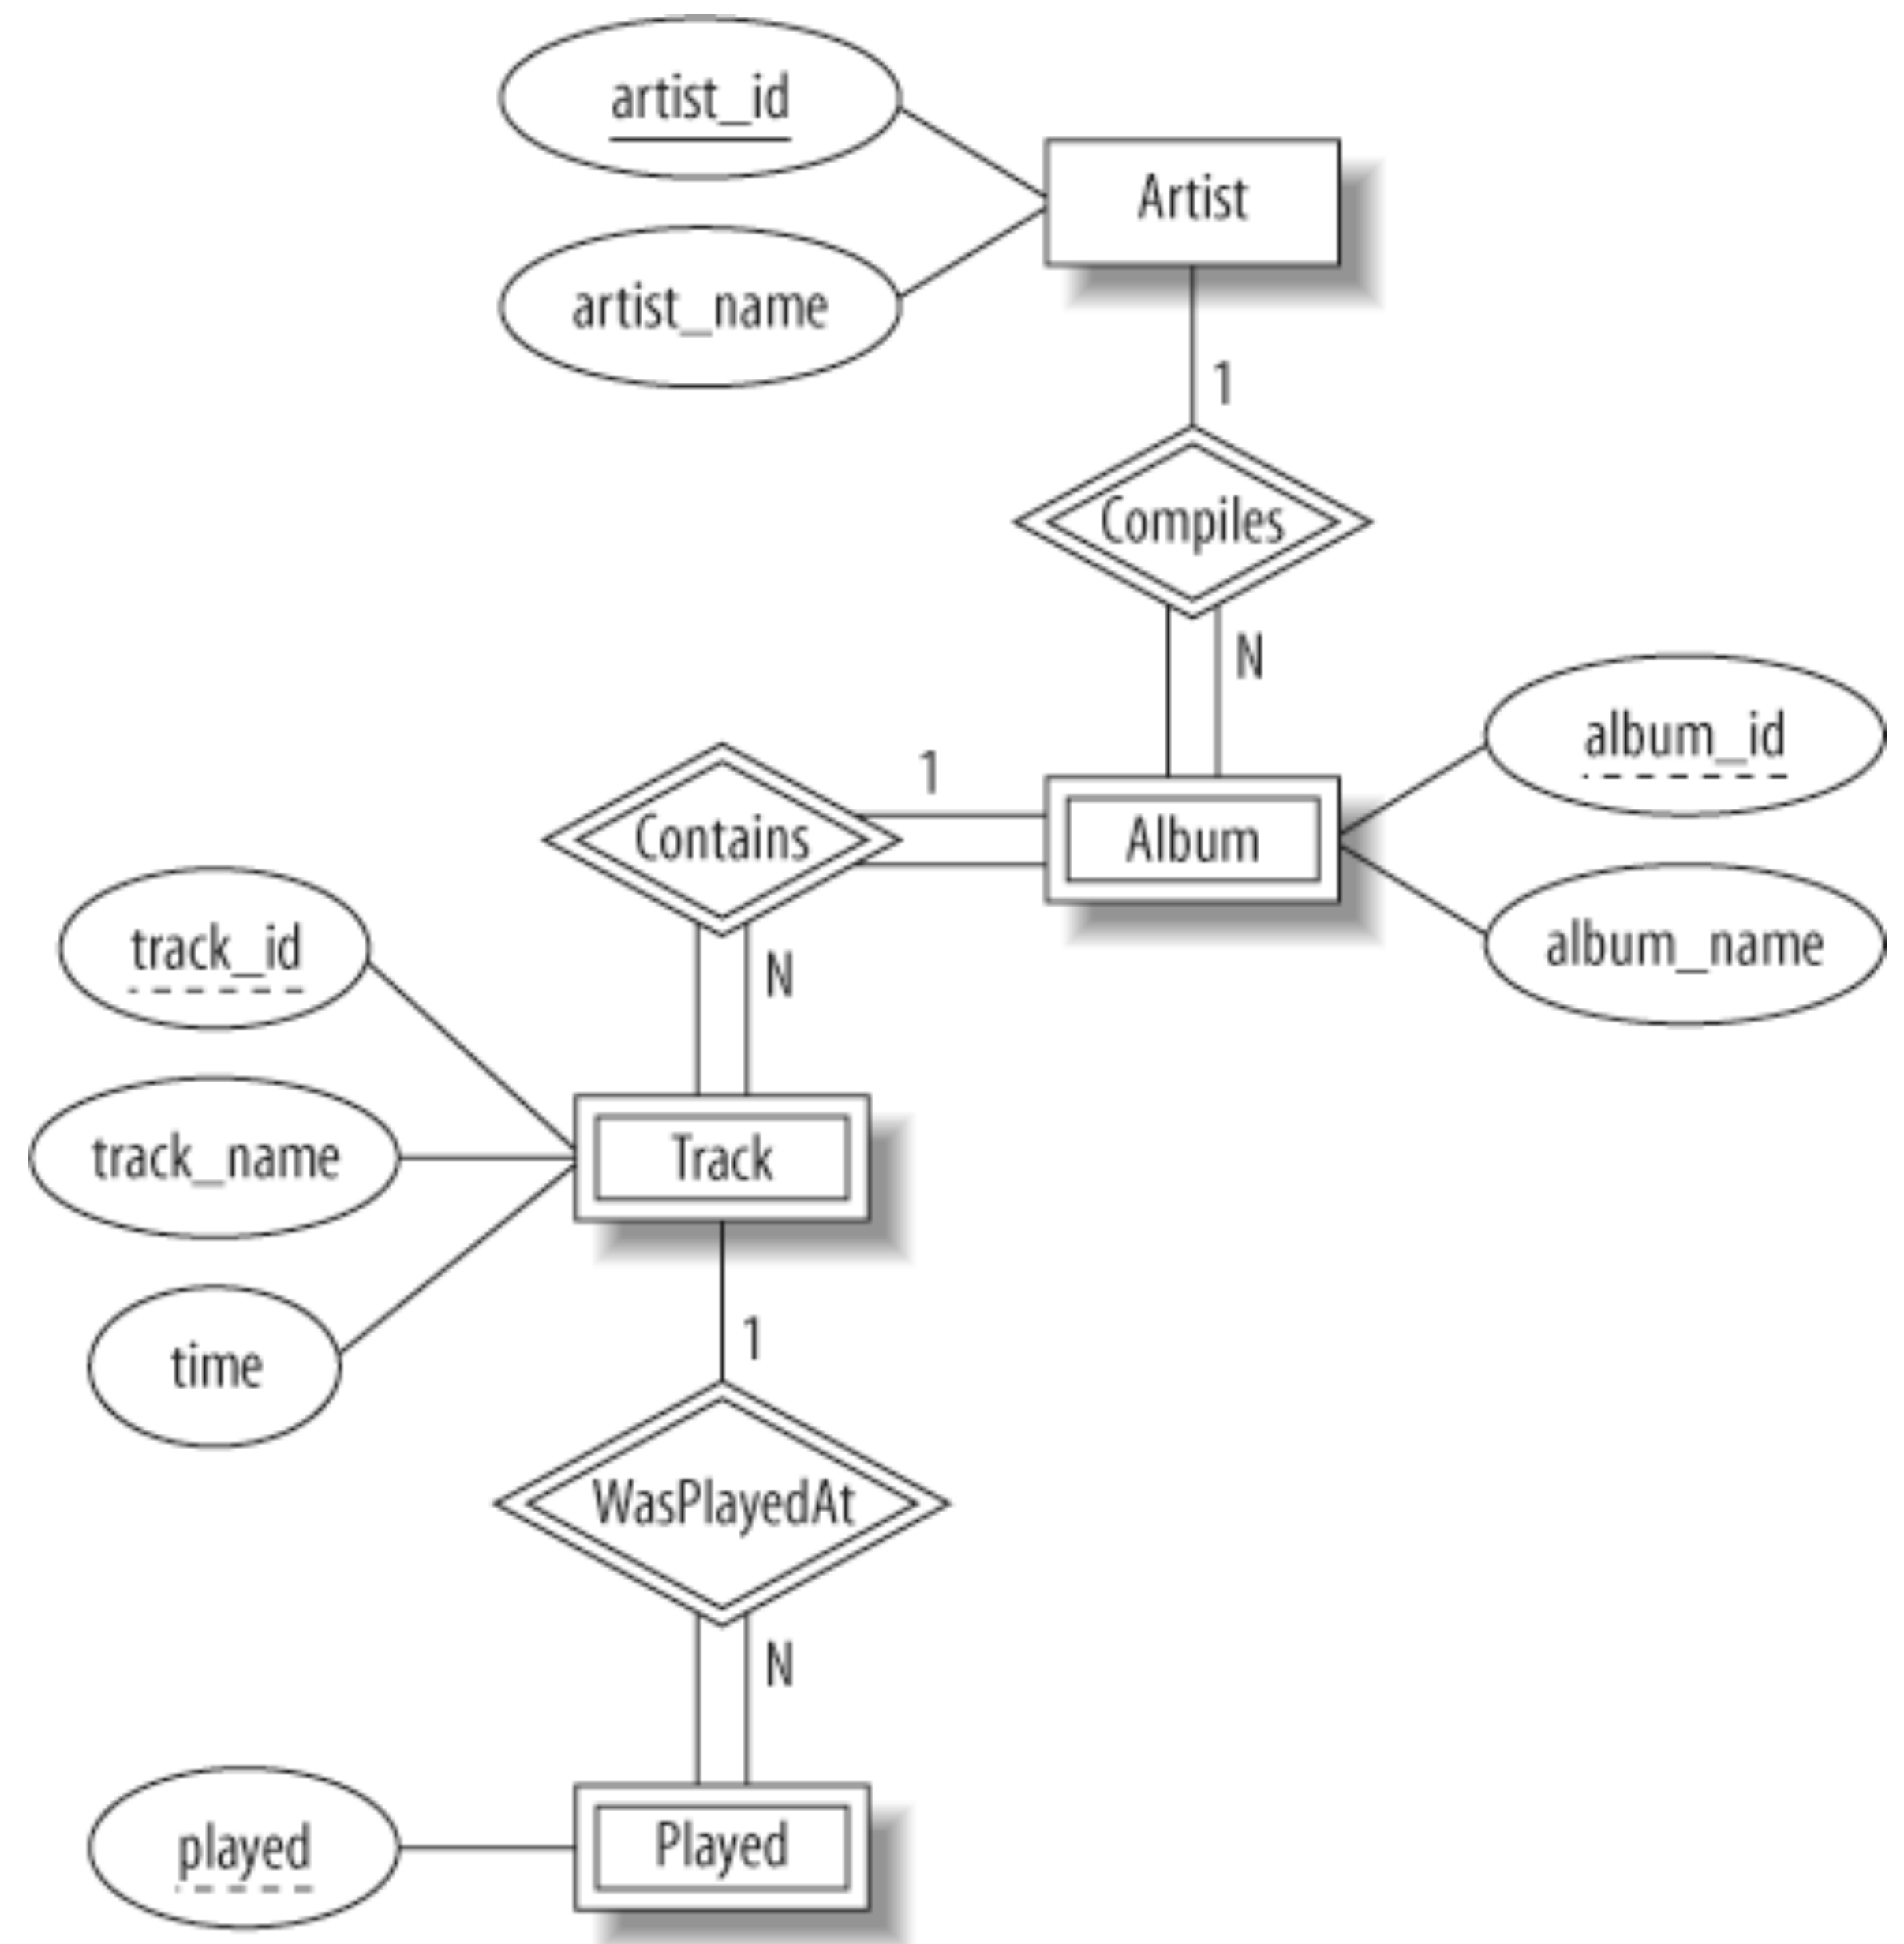 artist_id
Artist
artist_name
1
Compiles
N
album_id
1
Contains
Album
track_id
N
album_name
track_name
Track
time
1
WasPlayedAt
N
played
Played